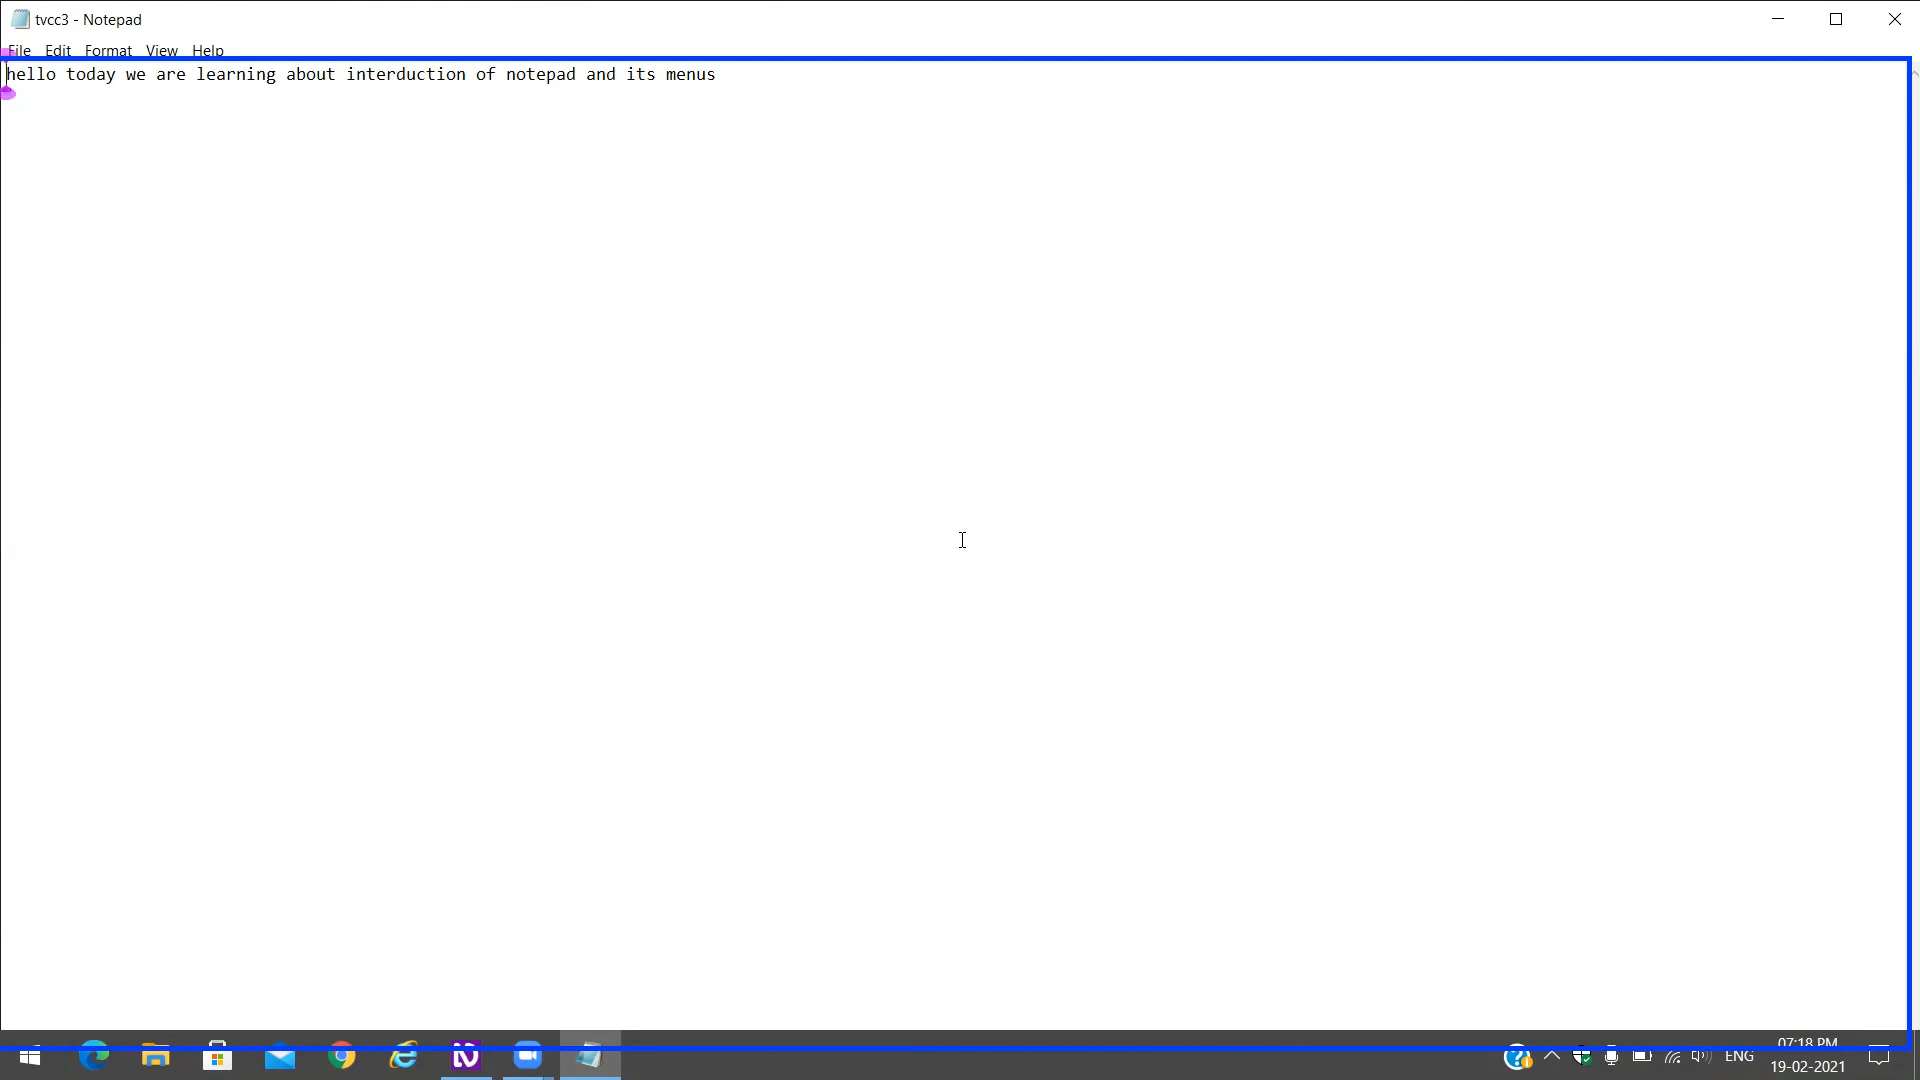 tvcc3 - Notepad
File Edit Format View Help
hello today we are learning about interduction of notepad and its menus
ENG
07:18 PM
19-02-2021